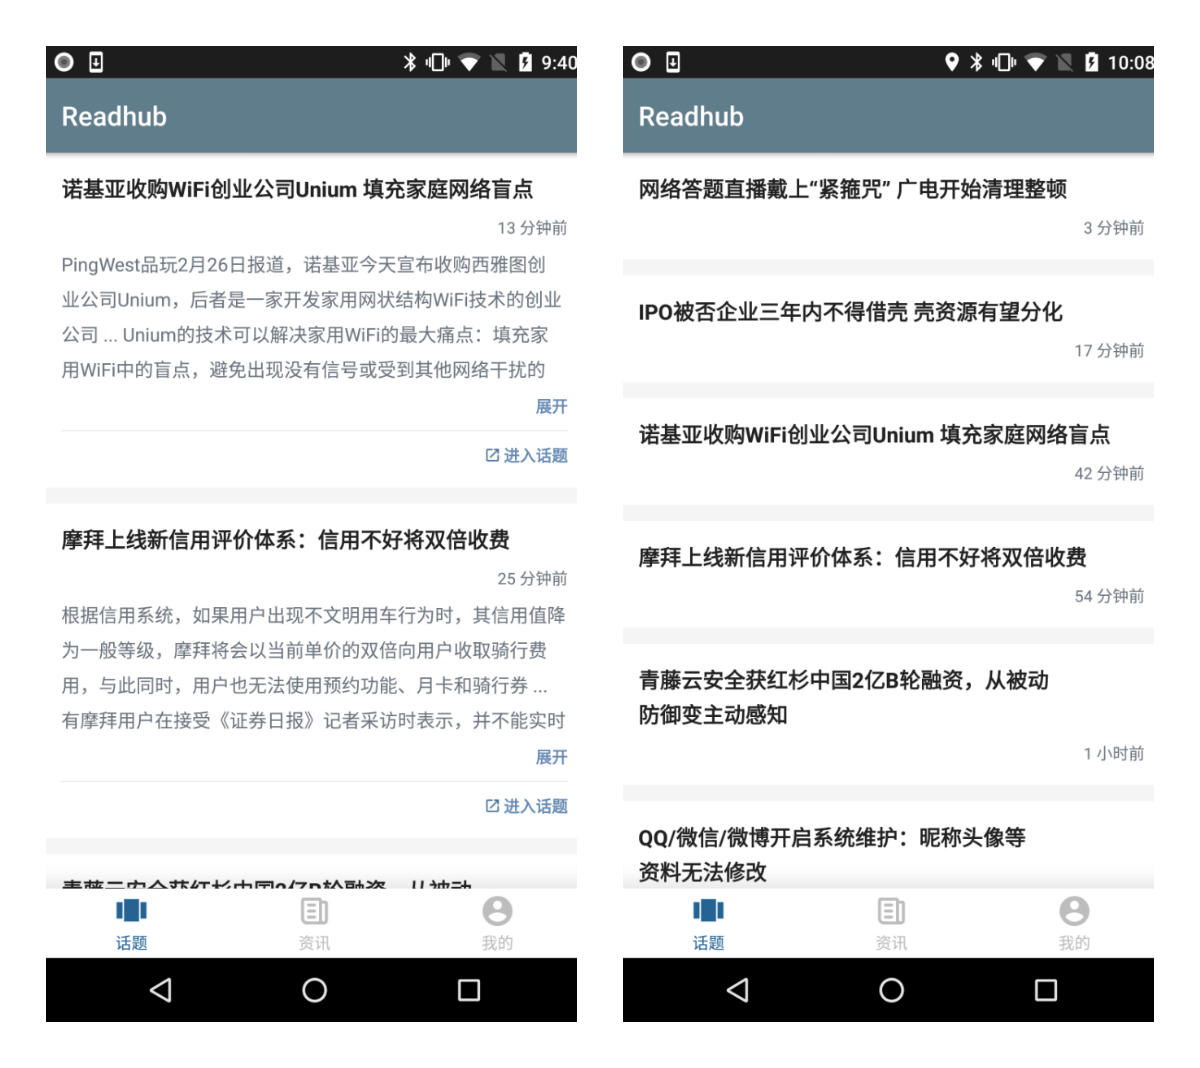 9:40
Readhub
诺基亚收购WiFi创业公司Unium 填充家庭网络盲点
13 分钟前
PingWest品玩2月26日报道，诺基亚今天宣布收购西雅图创
业公司Unium，后者是一家开发家用网状结构WiFi技术的创业
公司 ... Unium的技术可以解决家用WiFi的最大痛点：填充家
用WiFi中的盲点，避免出现没有信号或受到其他网络干扰的
展开
进入话题
摩拜上线新信用评价体系：信用不好将双倍收费
25 分钟前
根据信用系统，如果用户出现不文明用车行为时，其信用值降
为一般等级，摩拜将会以当前单价的双倍向用户收取骑行费
用，与此同时，用户也无法使用预约功能、月卡和骑行券 ...
有摩拜用户在接受《证券日报》记者采访时表示，并不能实时
展开
进入话题
青藤云安全获红杉中国2亿B轮融资，从被动
话题
资讯
我的
10:08
Readhub
网络答题直播戴上“紧箍咒” 广电开始清理整顿
3 分钟前
IPO被否企业三年内不得借壳 壳资源有望分化
17 分钟前
诺基亚收购WiFi创业公司Unium 填充家庭网络盲点
42 分钟前
摩拜上线新信用评价体系：信用不好将双倍收费
54 分钟前
青藤云安全获红杉中国2亿B轮融资，从被动
防御变主动感知
1 小时前
QQ/微信/微博开启系统维护：昵称头像等
资料无法修改
话题
资讯
我的